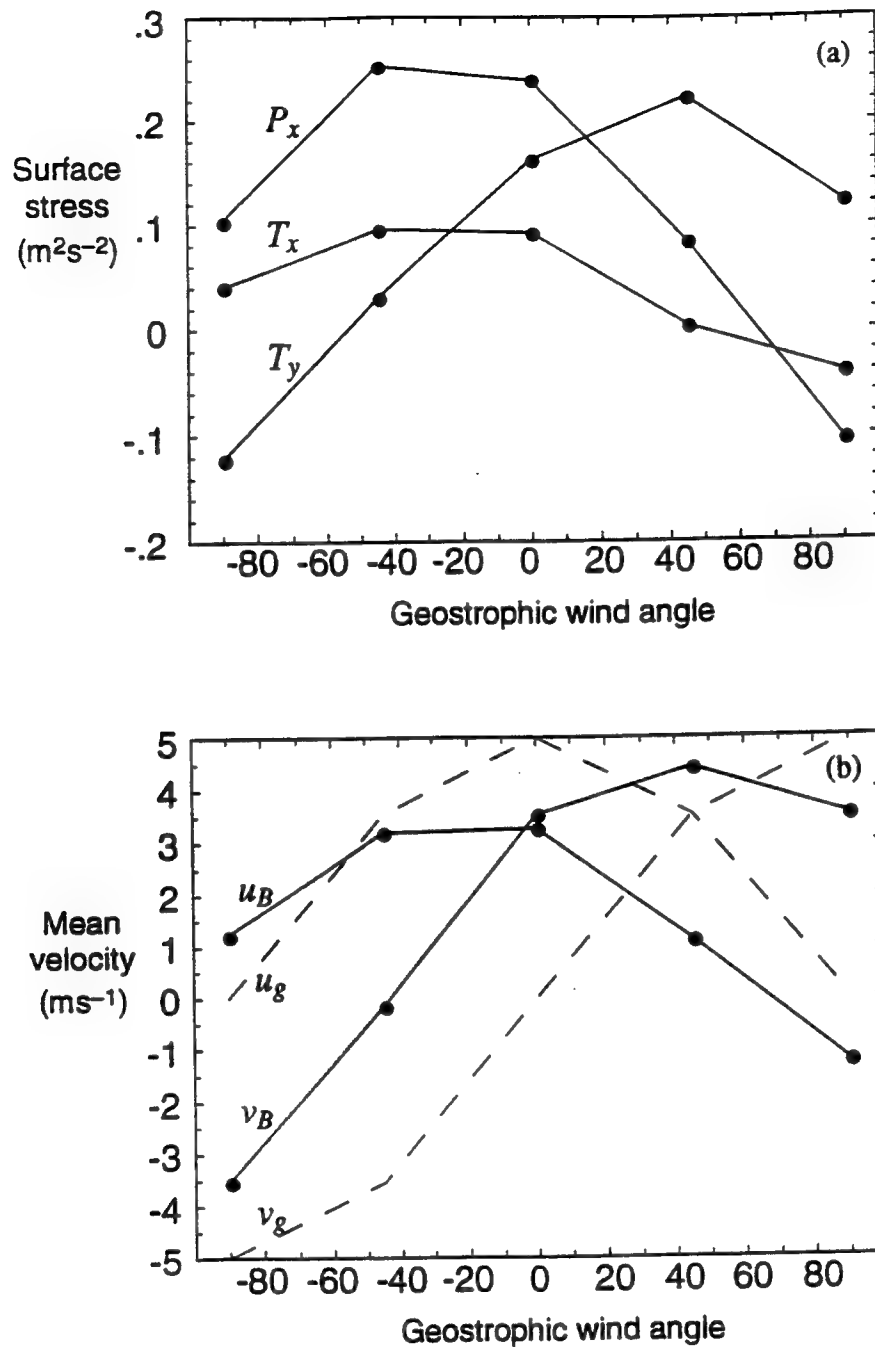 (a)
.3
.2
.1
0
-.1
-.2
Surface
stress
(m²s⁻²)
Pₓ
Tₓ
T_y
-80 -60 -40 -20 0 20 40 60 80
Geostrophic wind angle
(b)
5
4
3
2
1
0
-1
-2
-3
-4
-5
Mean
velocity
(ms⁻¹)
u_B
u_g
v_B
v_g
-80 -60 -40 -20 0 20 40 60 80
Geostrophic wind angle